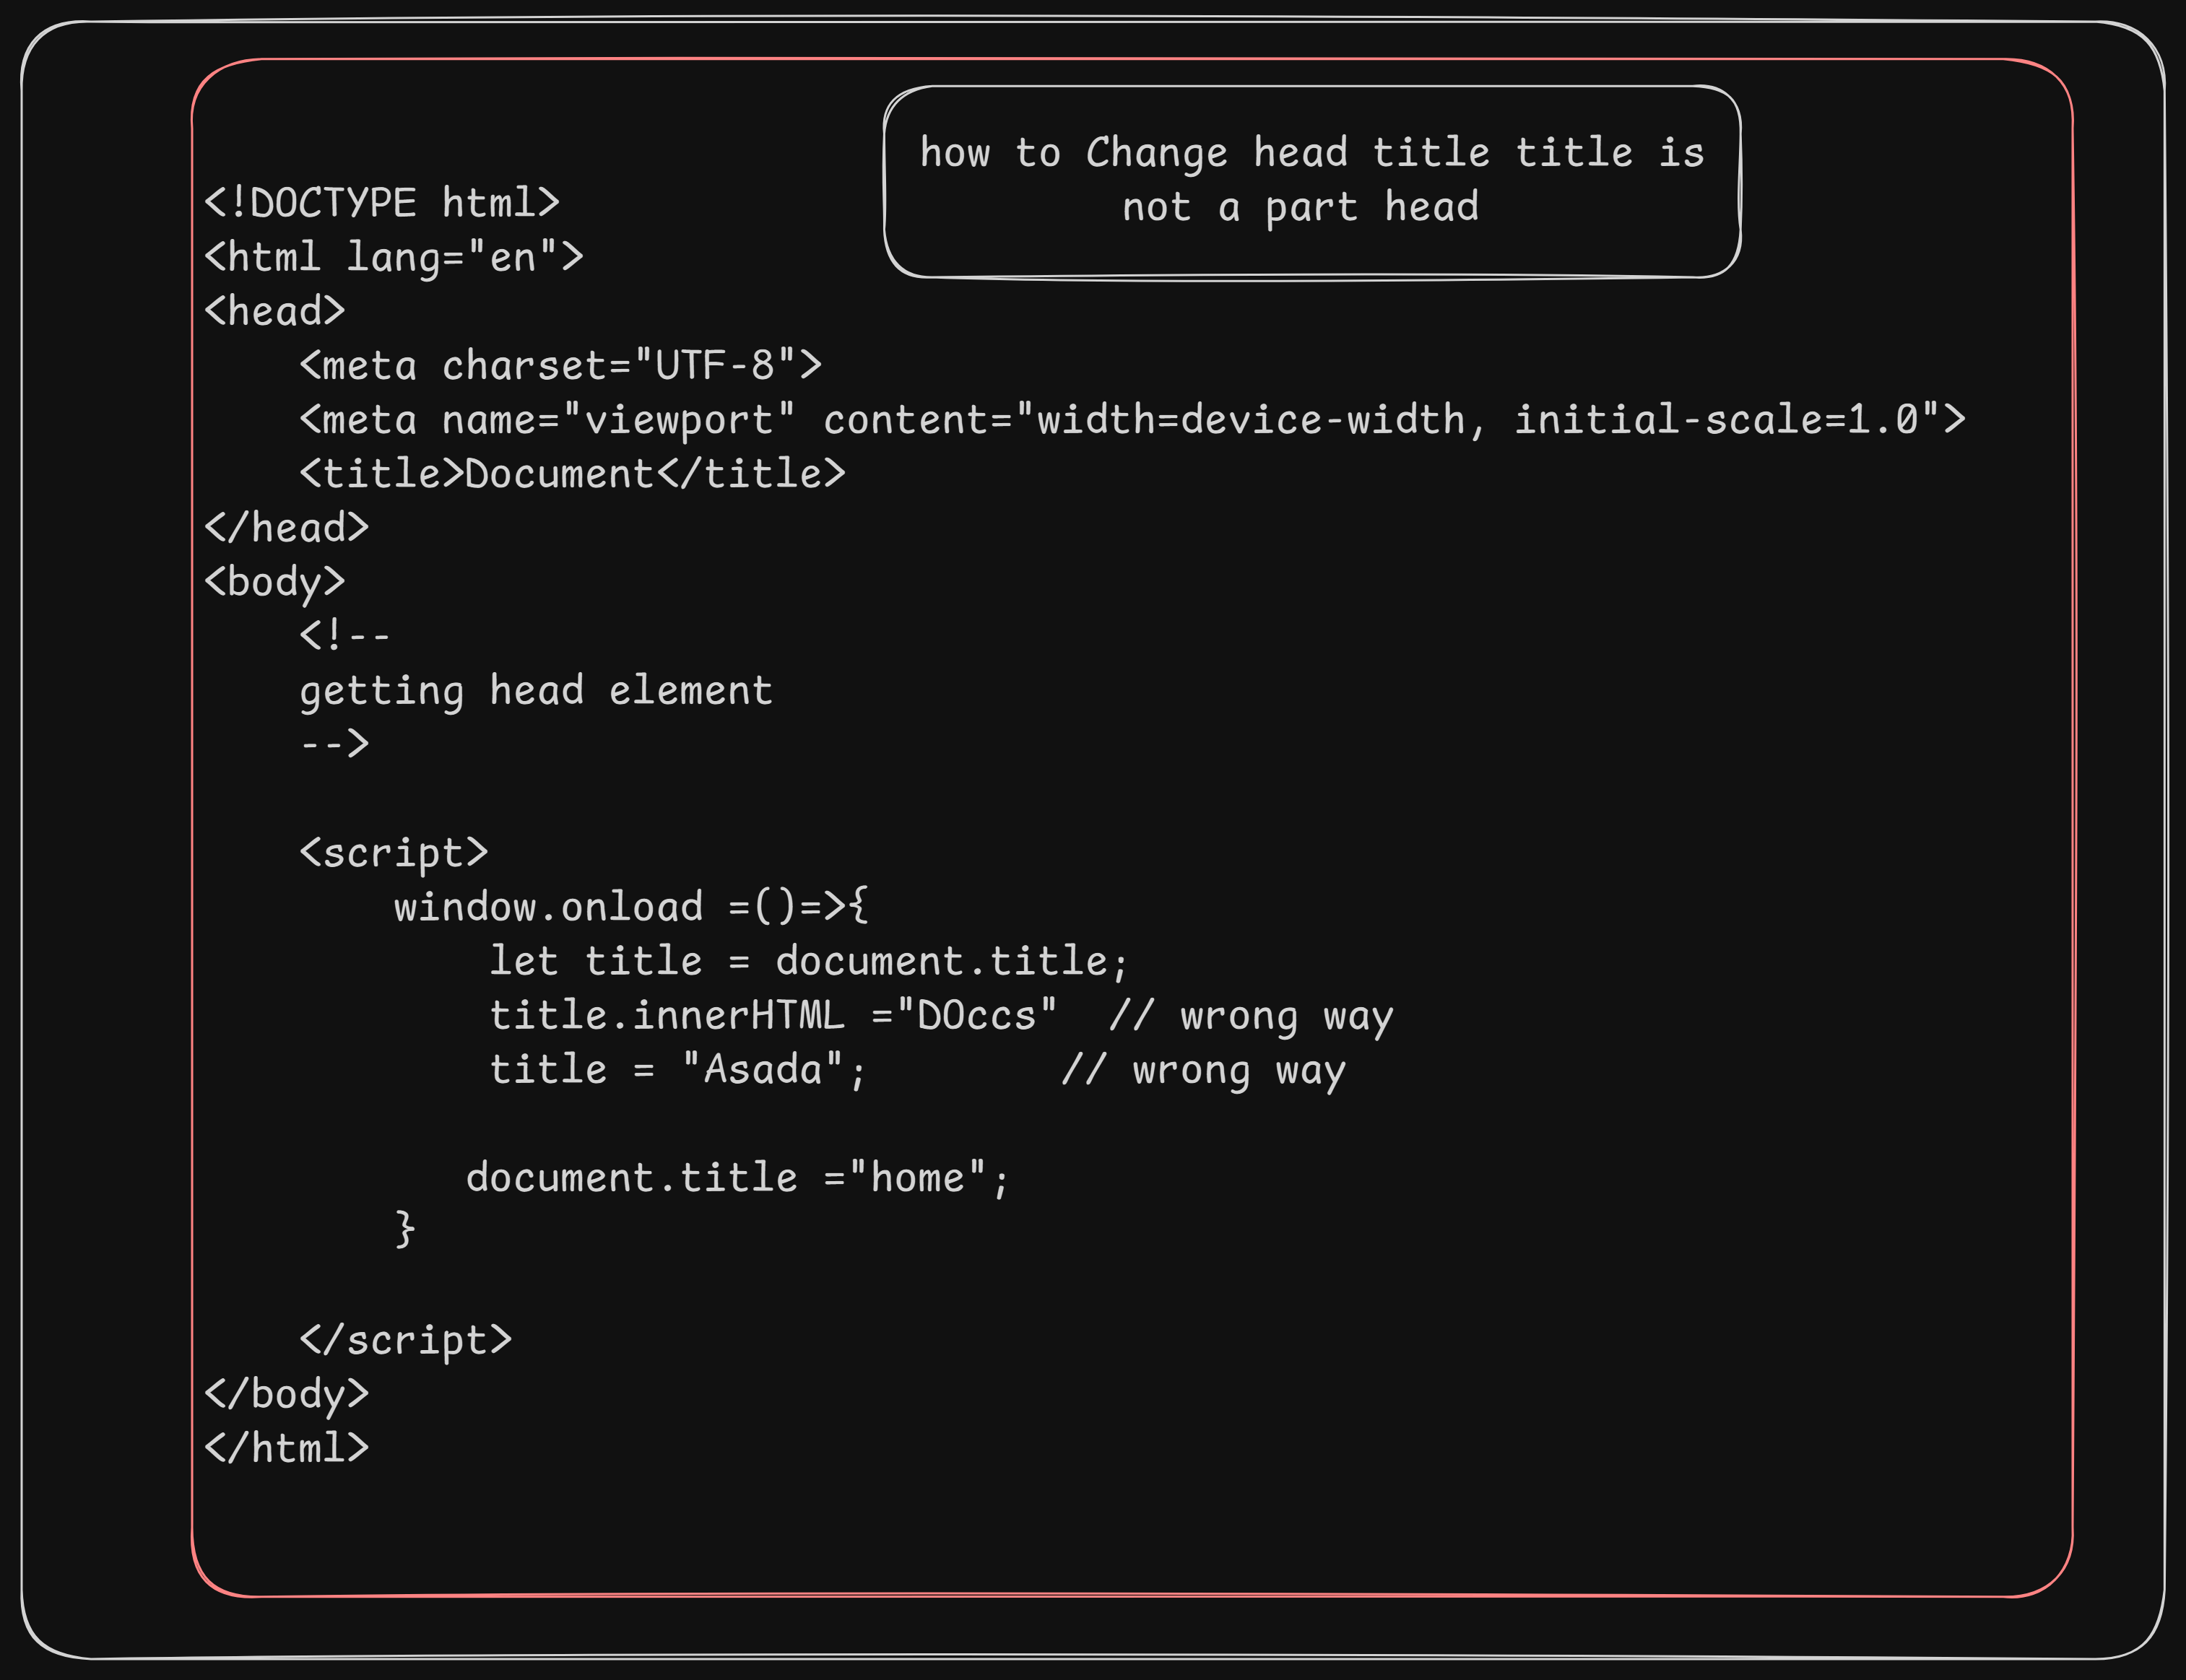 how to Change head title title is
not a part head
<!DOCTYPE html>
<html lang="en">
<head>
    <meta charset="UTF-8">
    <meta name="viewport" content="width=device-width, initial-scale=1.0">
    <title>Document</title>
</head>
<body>
    <!--
    getting head element
    -->
    <script>
        window.onload =()=>{
            let title = document.title;
            title.innerHTML ="DOccs"  // wrong way
            title = "Asada";        // wrong way
           document.title ="home";
        }
    </script>
</body>
</html>